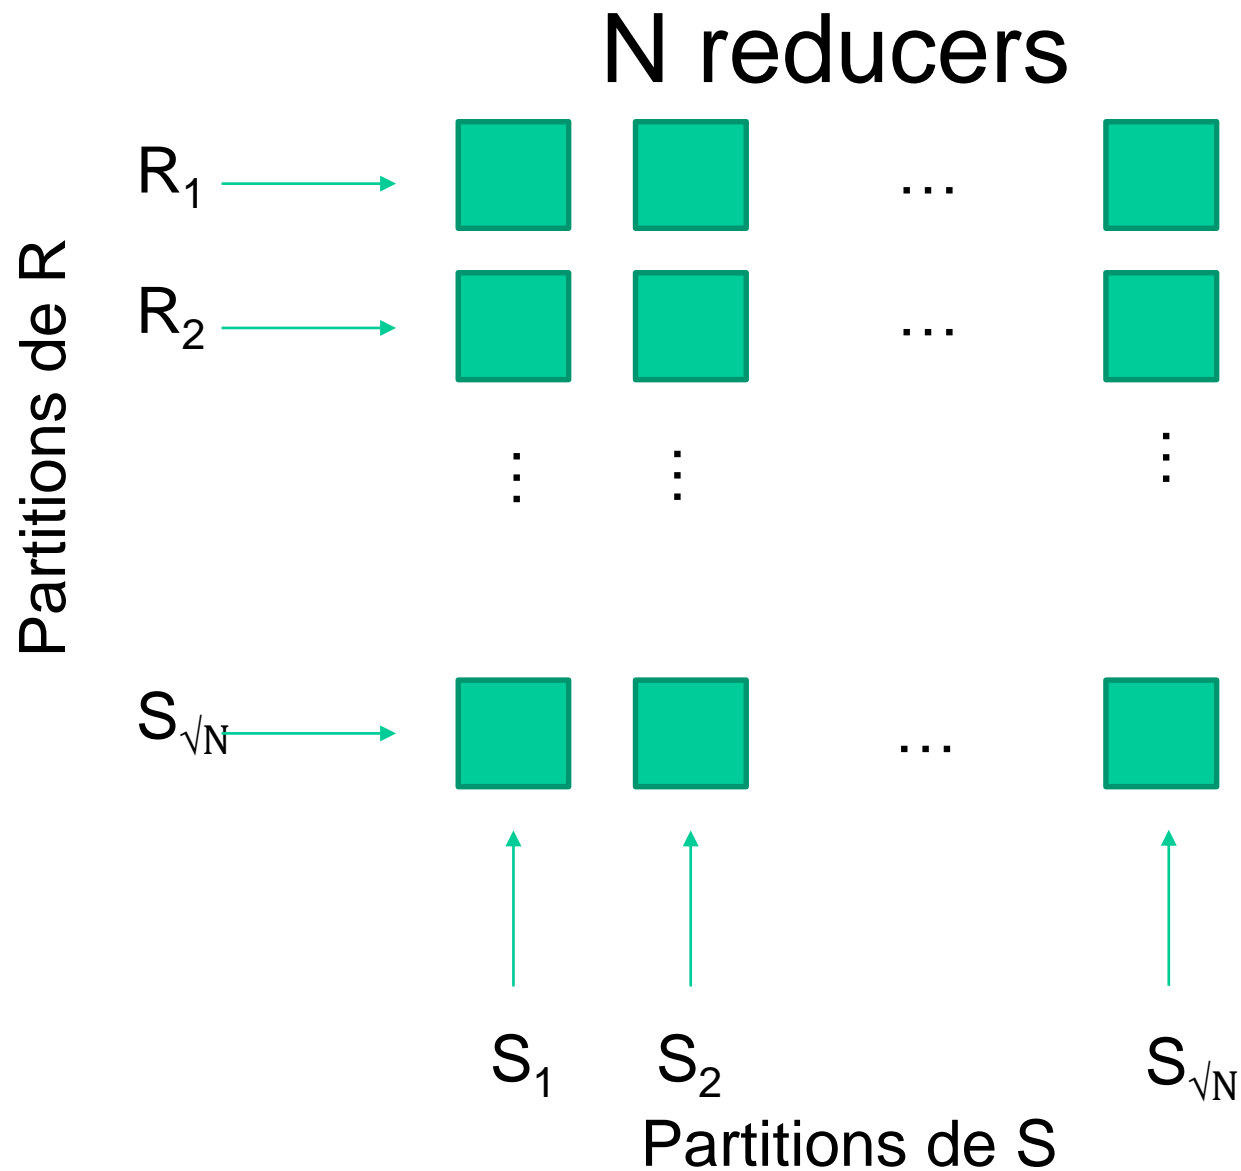 N reducers
Partitions de R
R₁
…
R₂
…
⋮ ⋮ ⋮
S√N
…
S₁ S₂ S√N
Partitions de S